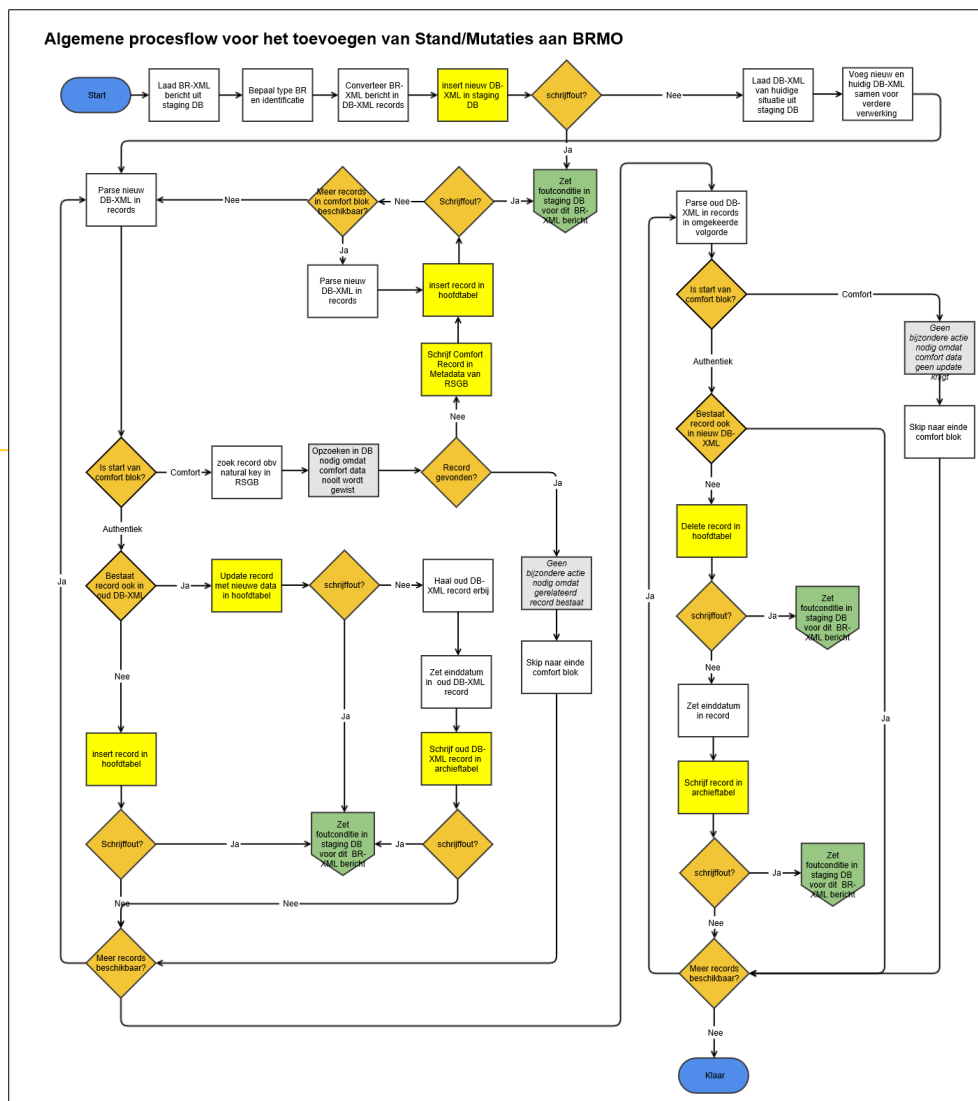 Algemene procesflow voor het toevoegen van Stand/Mutaties aan BRMO
Start
Laad BR-XML
bericht uit
staging DB
Bepaal type BR
en identificatie
Converteer BR-
XML bericht in
DB-XML records
insert nieuw DB-
XML in staging
DB
schrijffout?
Nee
Laad DB-XML
van huidige
situatie uit
staging DB
Voeg nieuw en
huidig DB-XML
samen voor
verdere
verwerking
Ja
Zet
foutconditie in
staging DB
voor dit BR-
XML bericht
Parse nieuw
DB-XML in
records
Nee
Meer records
in comfort blok
beschikbaar?
Nee
Schrijffout?
Ja
Ja
Parse nieuw
DB-XML in
records
insert record in
hoofdtabel
Schrijf Comfort
Record in
Metadata van
RSGB
Nee
Is start van
comfort blok?
Comfort
zoek record obv
natural key in
RSGB
Opzoeken in DB
nodig omdat
comfort data
nooit wordt
gewist
Record
gevonden?
Ja
Authentiek
Bestaat
record ook in
oud DB-XML
Ja
Update record
met nieuwe data
in hoofdtabel
schrijffout?
Nee
Haal oud DB-
XML record erbij
Geen
bijzondere actie
nodig omdat
gerelateerd
record bestaat
Ja
Nee
Ja
Zet einddatum
in oud DB-XML
record
Skip naar einde
comfort blok
insert record in
hoofdtabel
Schrijf oud DB-
XML record in
archieftabel
Schrijffout?
Ja
Zet
foutconditie in
staging DB
voor dit BR-
XML bericht
Ja
schrijffout?
Nee
Nee
Meer records
beschikbaar?
Parse oud DB-
XML in records
in omgekeerde
volgorde
Is start van
comfort blok?
Comfort
Geen
bijzondere actie
nodig omdat
comfort data
geen update
krijgt
Authentiek
Skip naar einde
comfort blok
Bestaat
record ook
in nieuw DB-
XML
Nee
Delete record in
hoofdtabel
Ja
schrijffout?
Ja
Zet
foutconditie in
staging DB
voor dit BR-
XML bericht
Nee
Zet einddatum
in record
Ja
Schrijf record in
archieftabel
schrijffout?
Ja
Zet
foutconditie in
staging DB
voor dit BR-
XML bericht
Nee
Meer records
beschikbaar?
Nee
Klaar